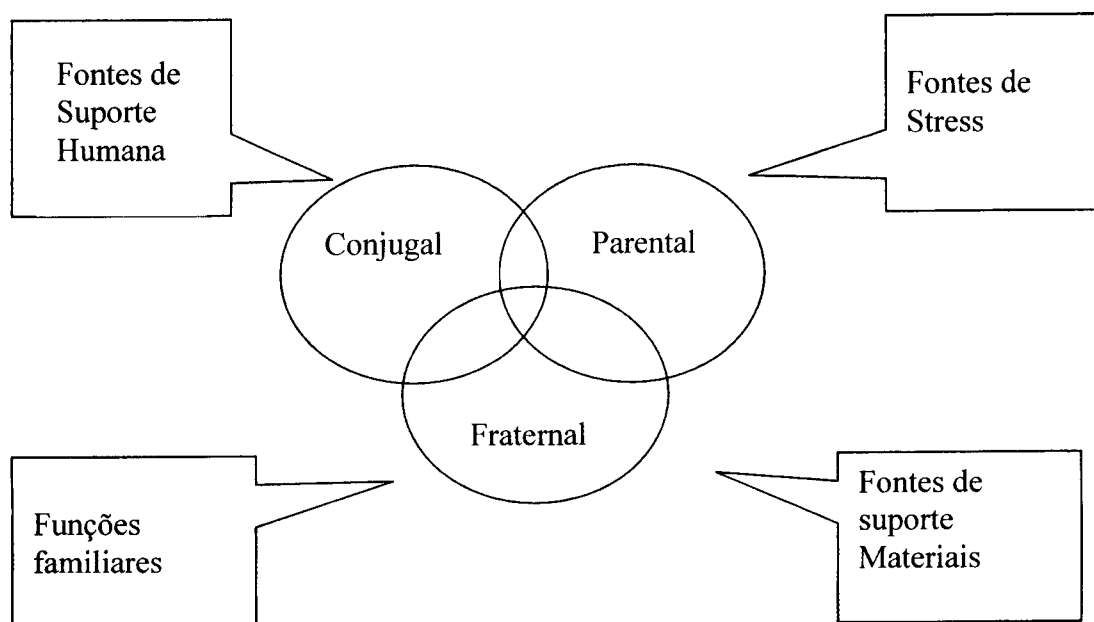 Fontes de
Suporte
Humana
Fontes de
Stress
Conjugal
Parental
Fraternal
Funções
familiares
Fontes de
suporte
Materiais